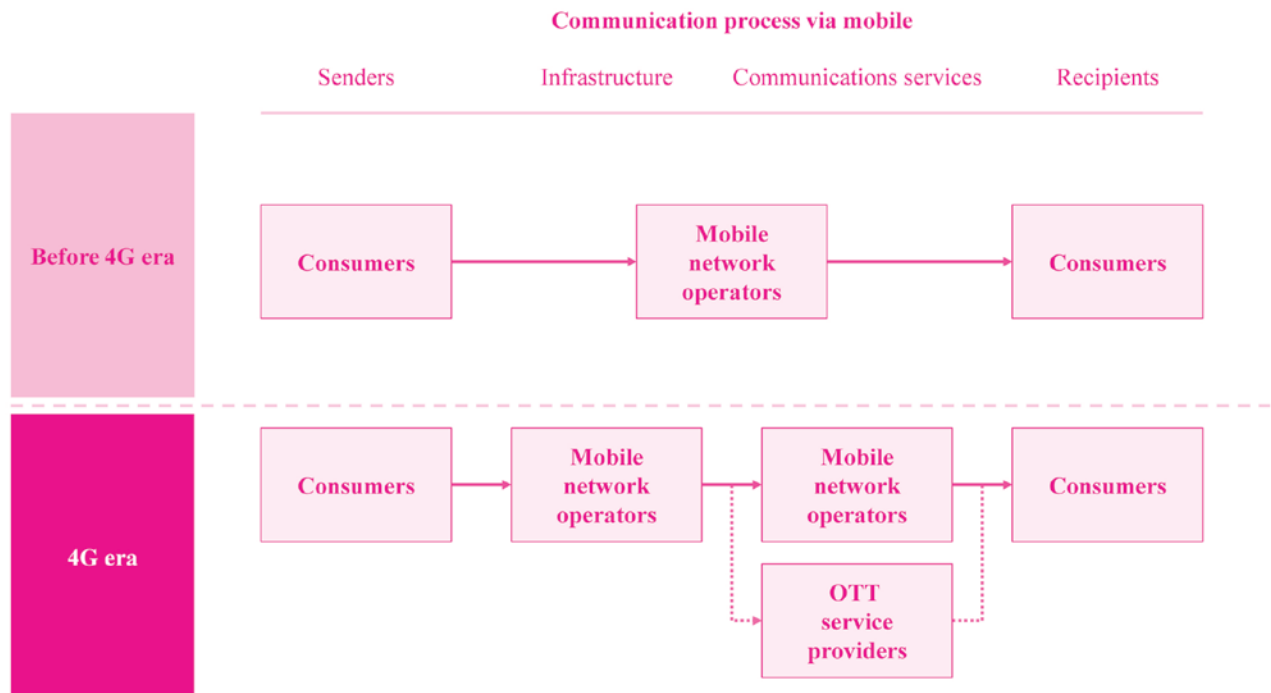 Communication process via mobile
Senders
Infrastructure
Communications services
Recipients
Before 4G era
Consumers
Mobile
network
operators
Consumers
4G era
Consumers
Mobile
network
operators
Mobile
network
operators
Consumers
OTT
service
providers